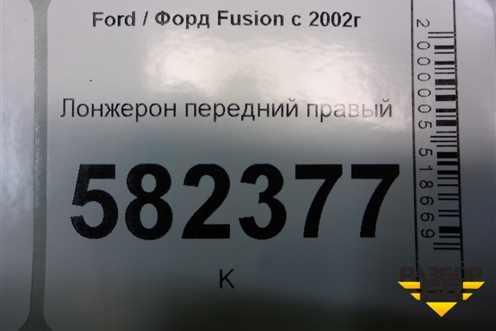 Ford / Форд Fusion с 2002г
Лонжерон передний правый
582377
К
2000005518669
РАЗБОР